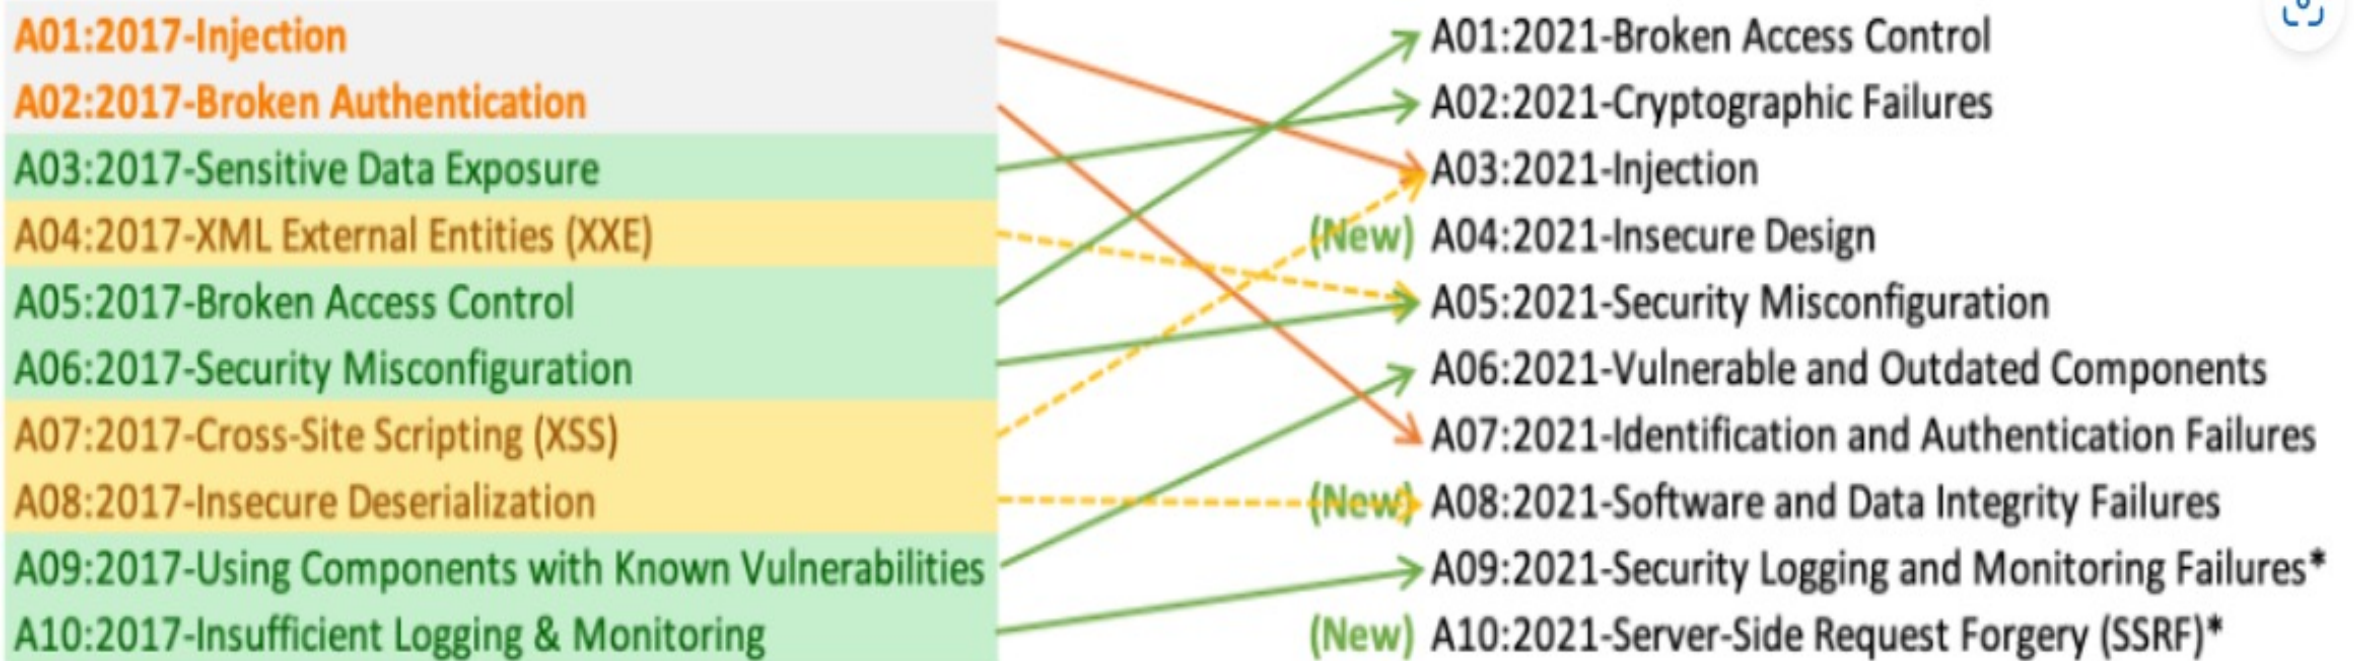 A01:2017-Injection
A02:2017-Broken Authentication
A03:2017-Sensitive Data Exposure
A04:2017-XML External Entities (XXE)
A05:2017-Broken Access Control
A06:2017-Security Misconfiguration
A07:2017-Cross-Site Scripting (XSS)
A08:2017-Insecure Deserialization
A09:2017-Using Components with Known Vulnerabilities
A10:2017-Insufficient Logging & Monitoring
A01:2021-Broken Access Control
A02:2021-Cryptographic Failures
A03:2021-Injection
(New) A04:2021-Insecure Design
A05:2021-Security Misconfiguration
A06:2021-Vulnerable and Outdated Components
A07:2021-Identification and Authentication Failures
(New) A08:2021-Software and Data Integrity Failures
A09:2021-Security Logging and Monitoring Failures*
(New) A10:2021-Server-Side Request Forgery (SSRF)*